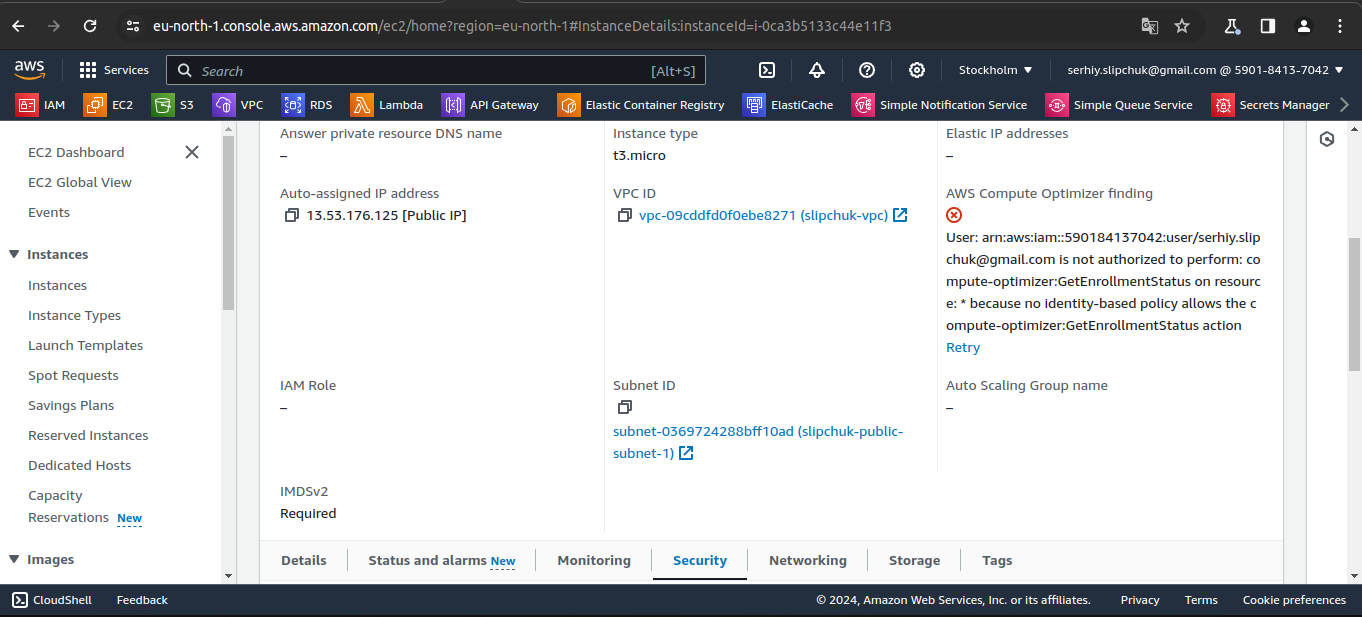 eu-north-1.console.aws.amazon.com/ec2/home?region=eu-north-1#InstanceDetails:instanceId=i-0ca3b5133c44e11f3
aws
Services
Search
[Alt+S]
Stockholm
serhiy.slipchuk@gmail.com @ 5901-8413-7042
IAM
EC2
S3
VPC
RDS
Lambda
API Gateway
Elastic Container Registry
ElastiCache
Simple Notification Service
Simple Queue Service
Secrets Manager
EC2 Dashboard
EC2 Global View
Events
Instances
Instances
Instance Types
Launch Templates
Spot Requests
Savings Plans
Reserved Instances
Dedicated Hosts
Capacity
Reservations New
Images
Answer private resource DNS name
–
Instance type
t3.micro
Elastic IP addresses
–
Auto-assigned IP address
13.53.176.125 [Public IP]
VPC ID
vpc-09cddfd0f0ebe8271 (slipchuk-vpc)
AWS Compute Optimizer finding
User: arn:aws:iam::590184137042:user/serhiy.slip
chuk@gmail.com is not authorized to perform: co
mpute-optimizer:GetEnrollmentStatus on resourc
e: * because no identity-based policy allows the c
ompute-optimizer:GetEnrollmentStatus action
Retry
IAM Role
–
Subnet ID
subnet-0369724288bff10ad (slipchuk-public-
subnet-1)
Auto Scaling Group name
–
IMDSv2
Required
Details
Status and alarms New
Monitoring
Security
Networking
Storage
Tags
CloudShell
Feedback
© 2024, Amazon Web Services, Inc. or its affiliates.
Privacy
Terms
Cookie preferences